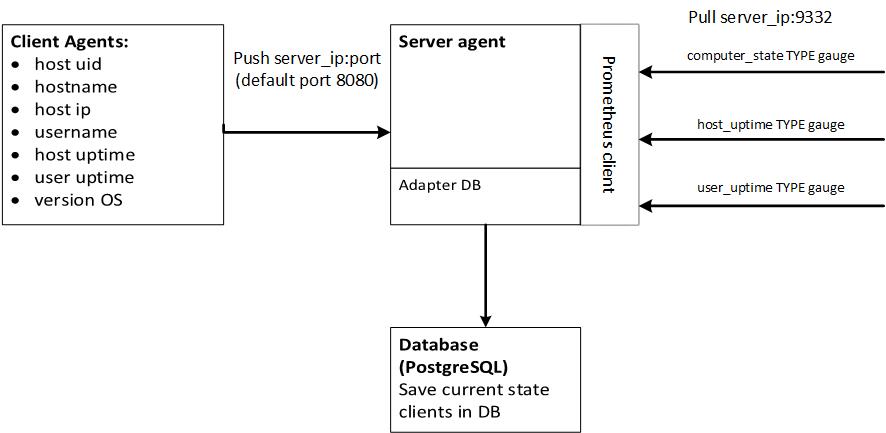 Client Agents:
• host uid
• hostname
• host ip
• username
• host uptime
• user uptime
• version OS
Push server_ip:port
(default port 8080)
Server agent
Adapter DB
Prometheus client
Pull server_ip:9332
computer_state TYPE gauge
host_uptime TYPE gauge
user_uptime TYPE gauge
Database
(PostgreSQL)
Save current state
clients in DB